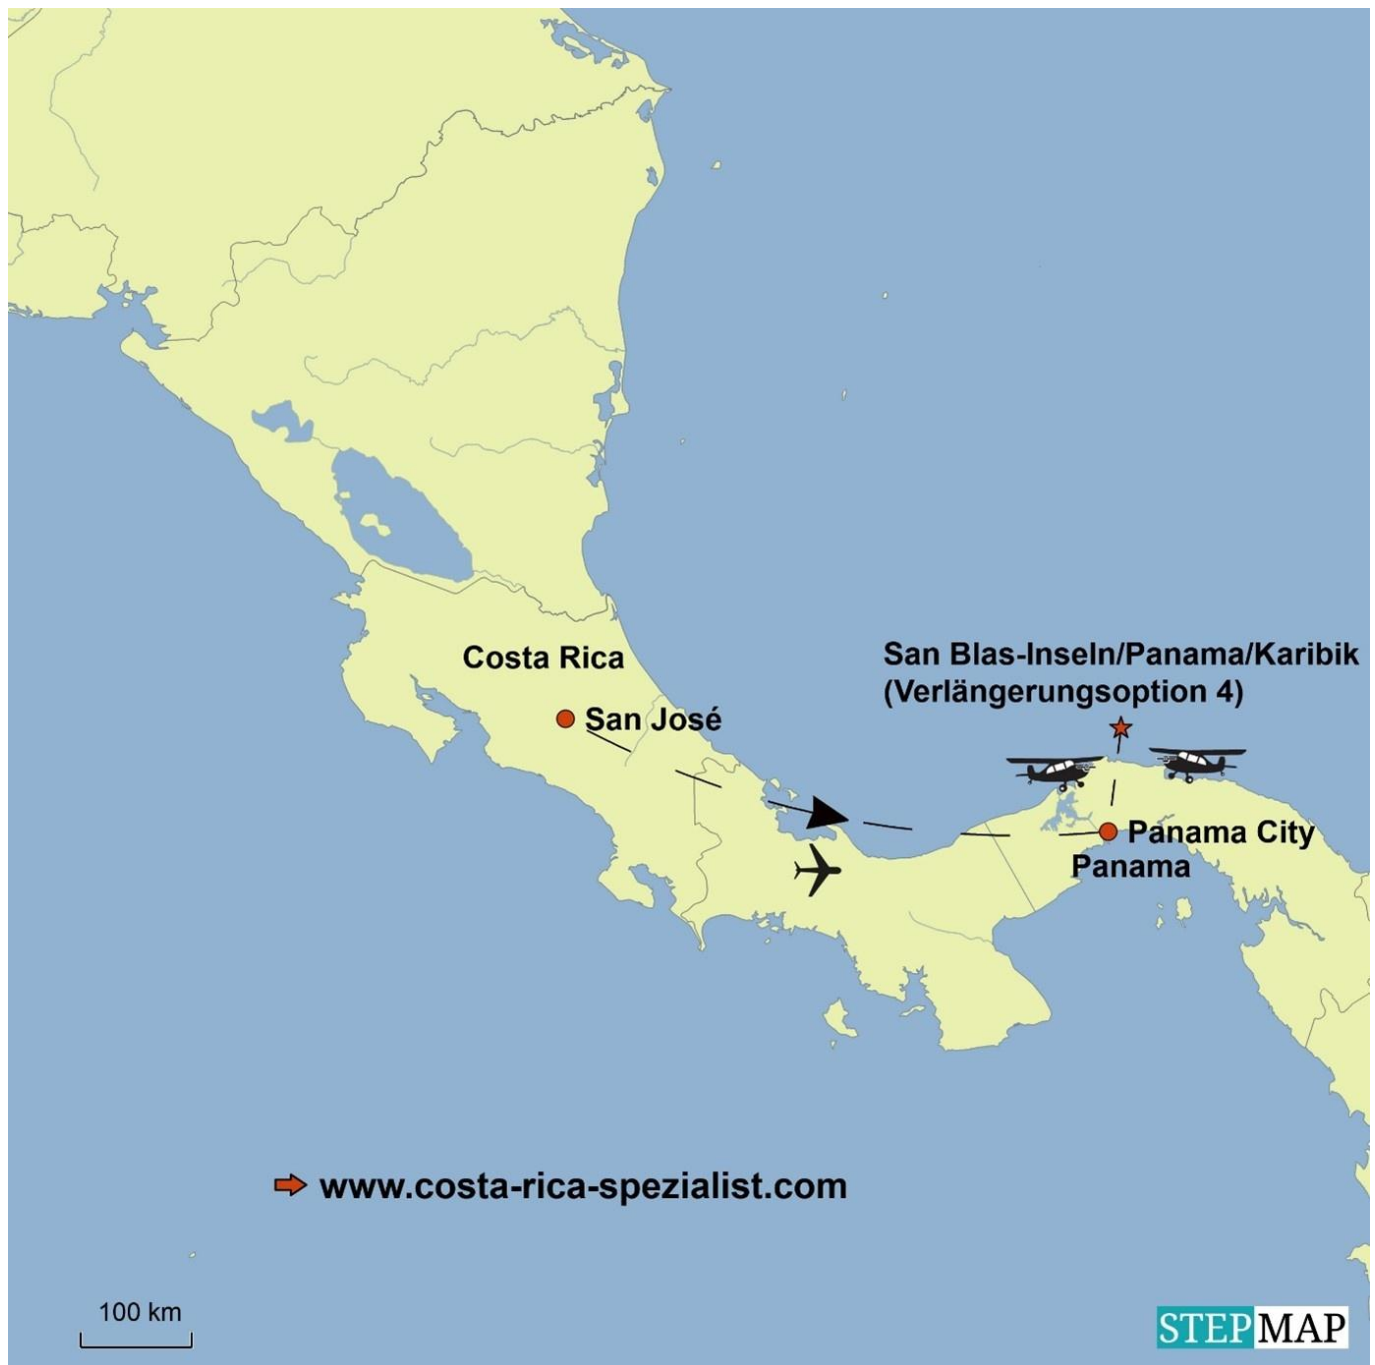 San Blas-Inseln/Panama/Karibik
(Verlängerungsoption 4)
Costa Rica
San José
Panama City
Panama
www.costa-rica-spezialist.com
100 km
STEPMAP